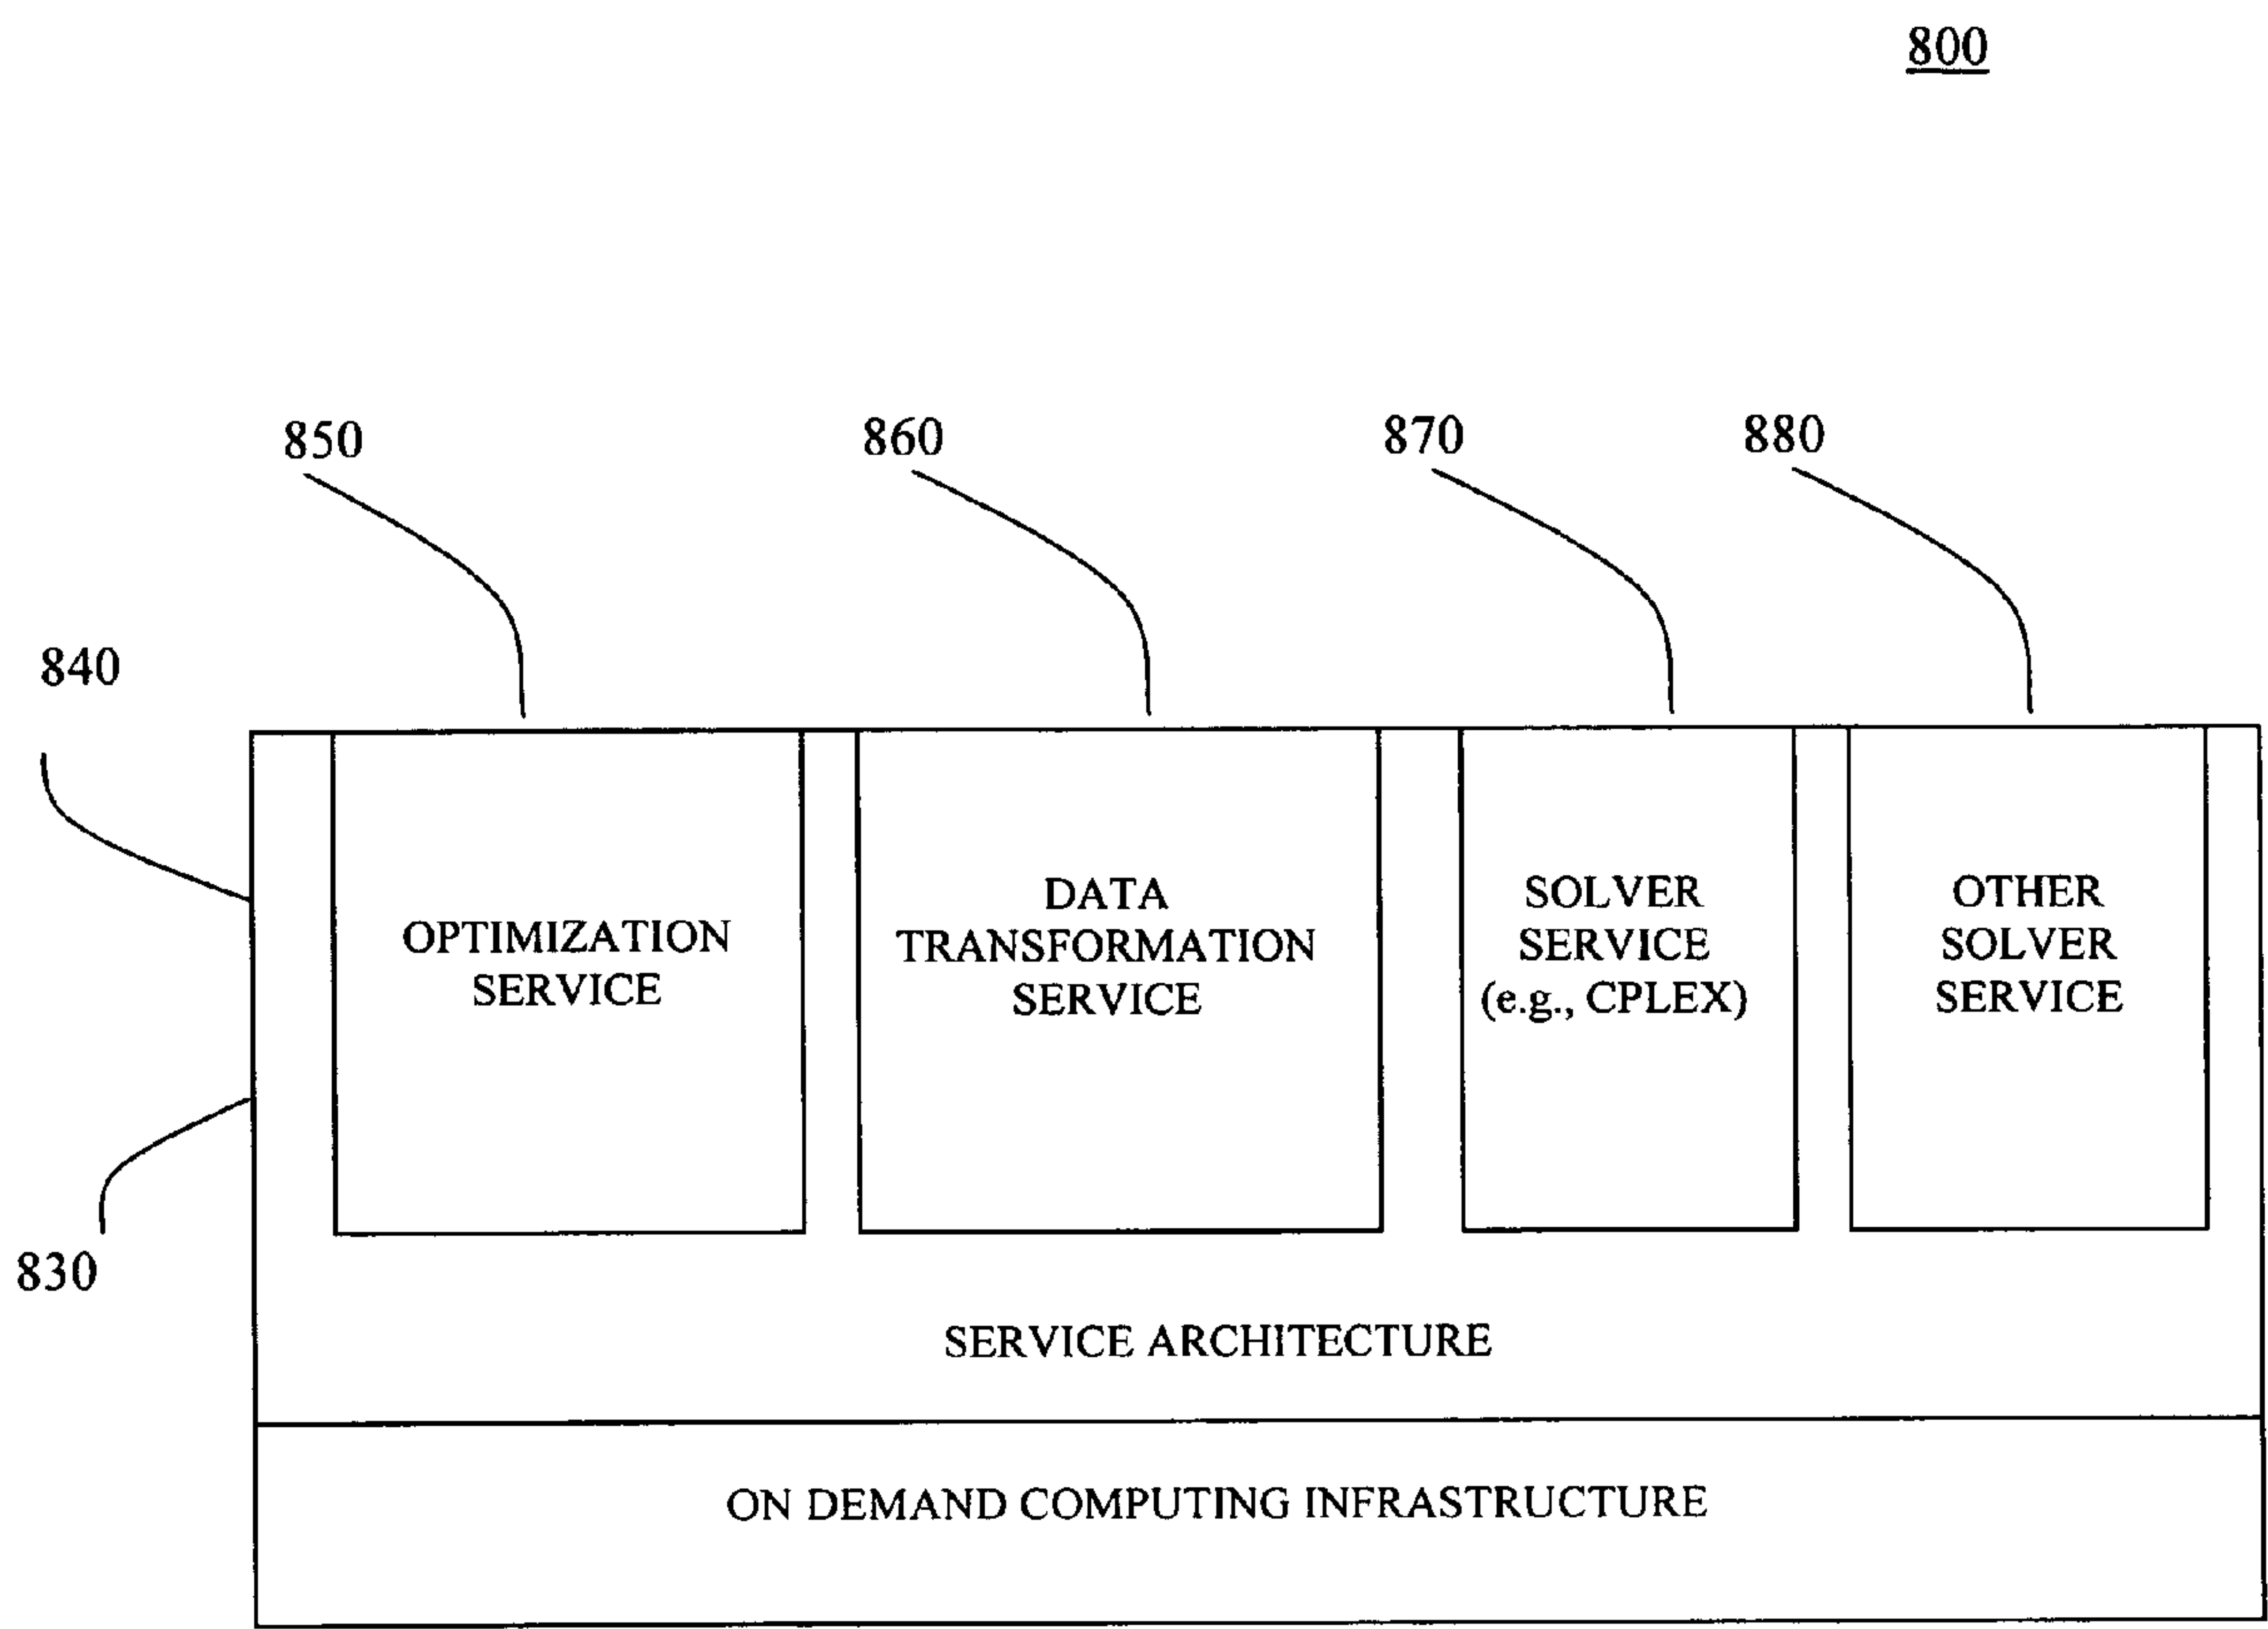 800
850
860
870
880
840
OPTIMIZATION
SERVICE
DATA
TRANSFORMATION
SERVICE
SOLVER
SERVICE
(e.g., CPLEX)
OTHER
SOLVER
SERVICE
830
SERVICE ARCHITECTURE
ON DEMAND COMPUTING INFRASTRUCTURE